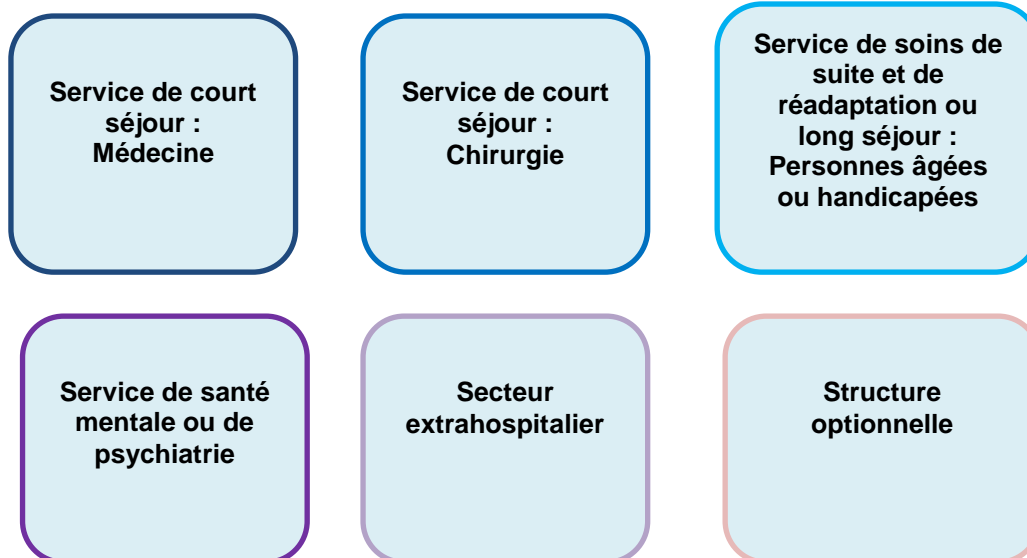 Service de court
séjour :
Médecine
Service de court
séjour :
Chirurgie
Service de soins de
suite et de
réadaptation ou
long séjour :
Personnes âgées
ou handicapées
Service de santé
mentale ou de
psychiatrie
Secteur
extrahospitalier
Structure
optionnelle